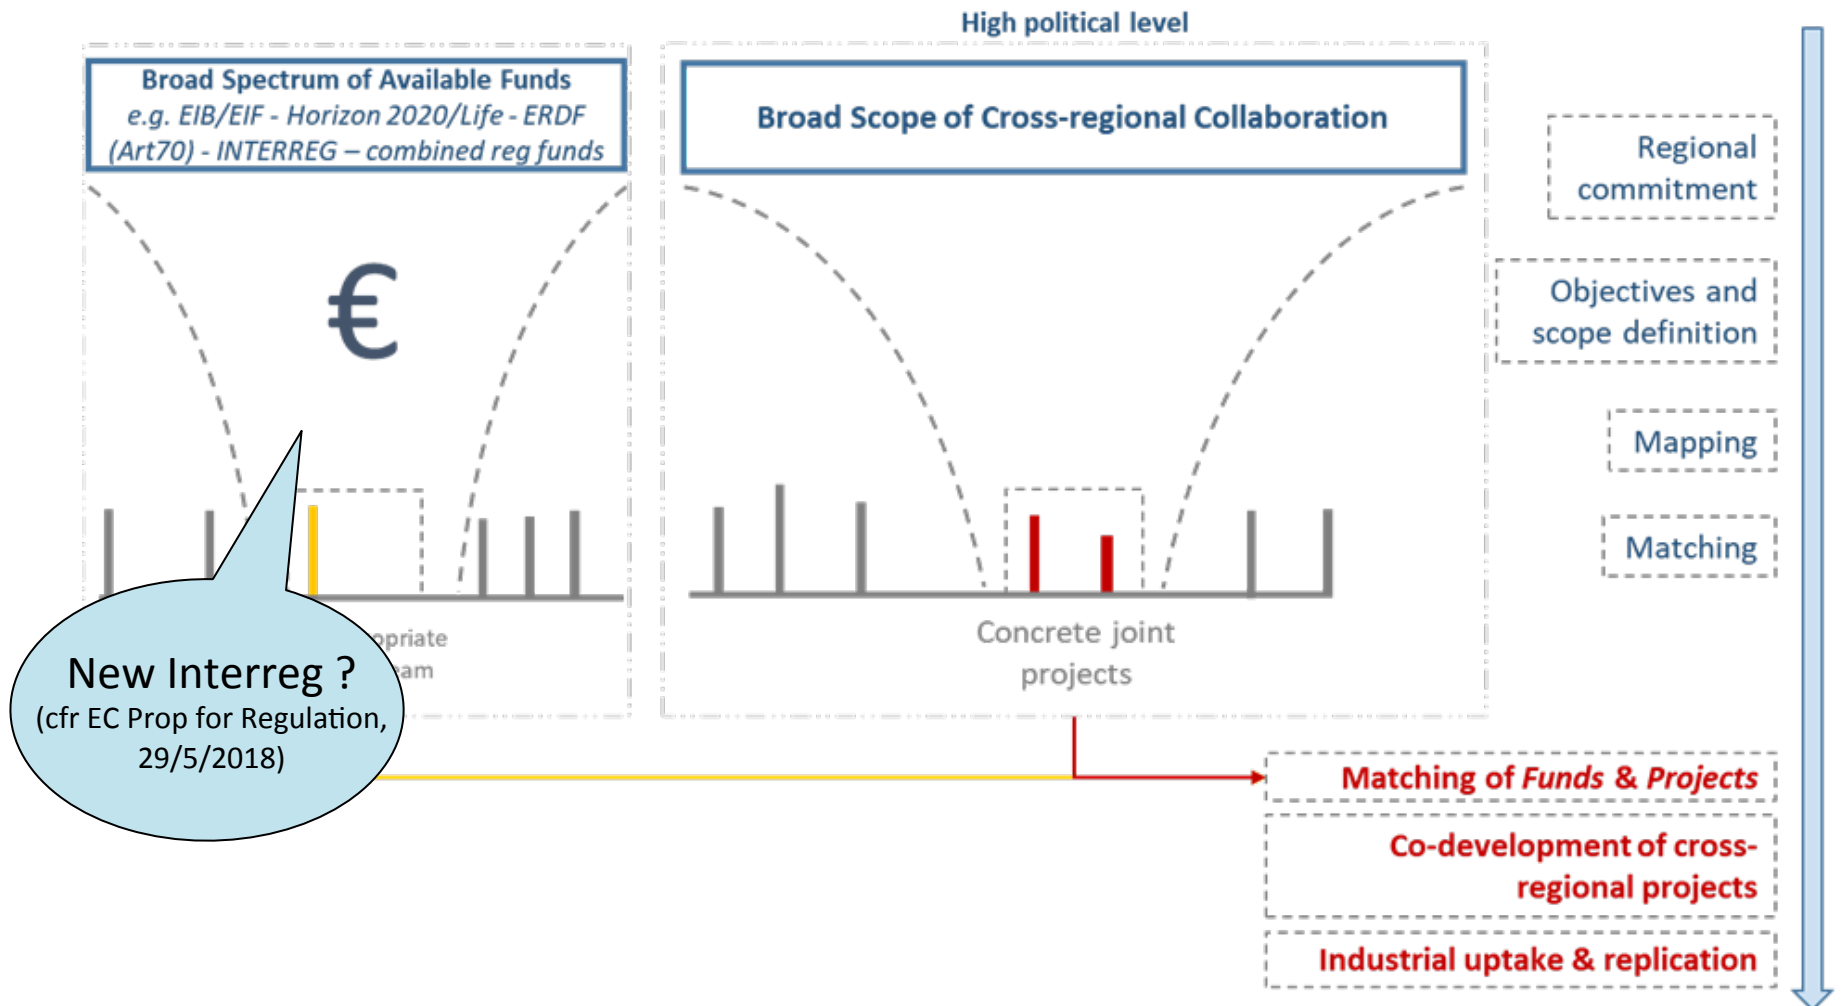 High political level
Broad Spectrum of Available Funds
e.g. EIB/EIF - Horizon 2020/Life - ERDF
(Art70) - INTERREG – combined reg funds
Broad Scope of Cross-regional Collaboration
Regional
commitment
Objectives and
scope definition
€
Mapping
Matching
Concrete joint
projects
New Interreg ?
(cfr EC Prop for Regulation,
29/5/2018)
Matching of Funds & Projects
Co-development of cross-
regional projects
Industrial uptake & replication